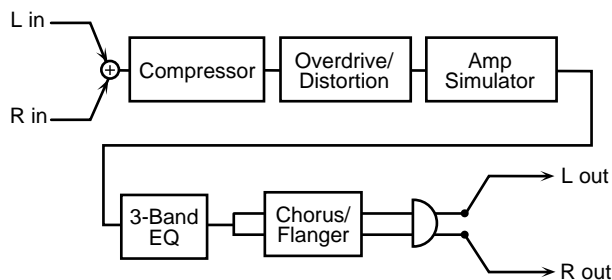 L in
R in
+
Compressor
Overdrive/
Distortion
Amp
Simulator
3-Band
EQ
Chorus/
Flanger
L out
R out